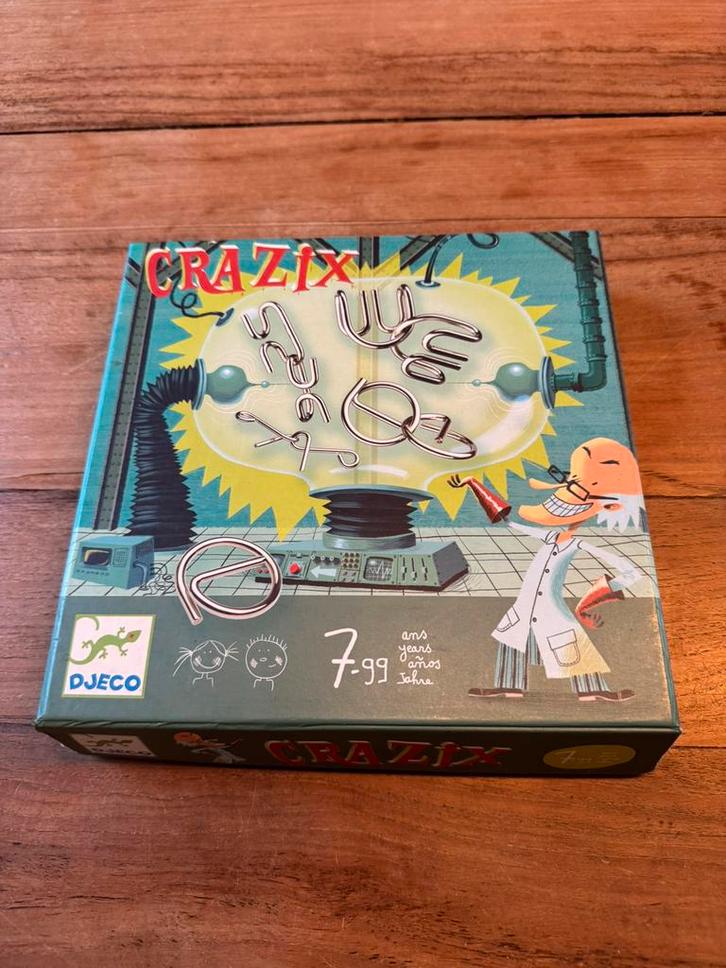 CRAZIX
7-99
ans
years
años
Jahre
DJECO
CRAZIX